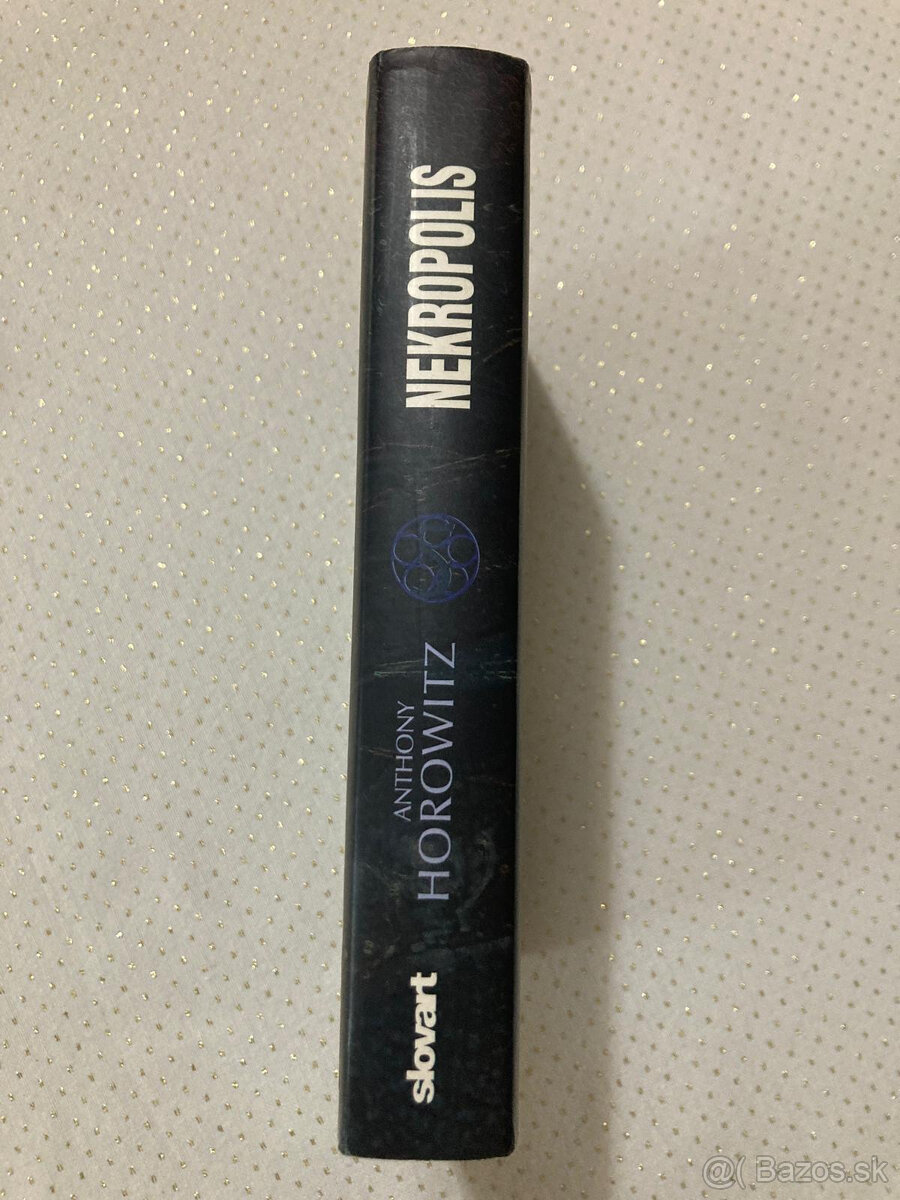 NEKROPOLIS
ANTHONY
HOROWITZ
slovart
@( Bazos.sk